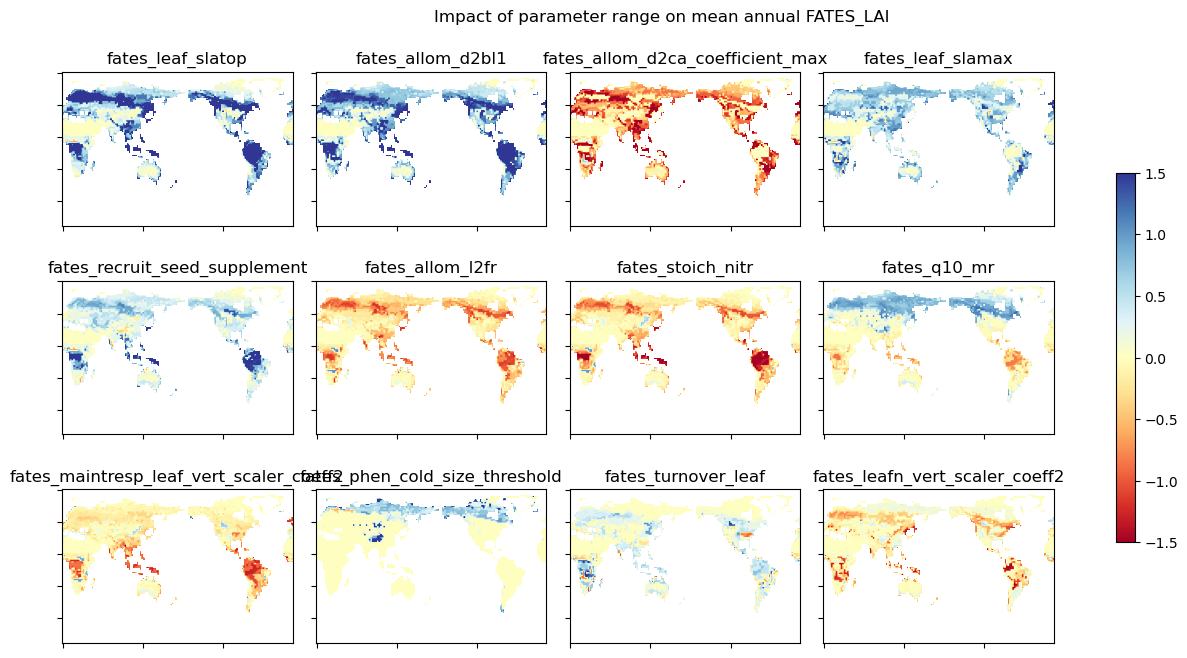 Impact of parameter range on mean annual FATES_LAI
fates_leaf_slatop
fates_allom_d2bl1
fates_allom_d2ca_coefficient_max
fates_leaf_slamax
fates_recruit_seed_supplement
fates_allom_l2fr
fates_stoich_nitr
fates_q10_mr
fates_maintresp_leaf_vert_scaler_coeff2
fates_phen_cold_size_threshold
fates_turnover_leaf
fates_leafn_vert_scaler_coeff2
1.5
1.0
0.5
0.0
−0.5
−1.0
−1.5